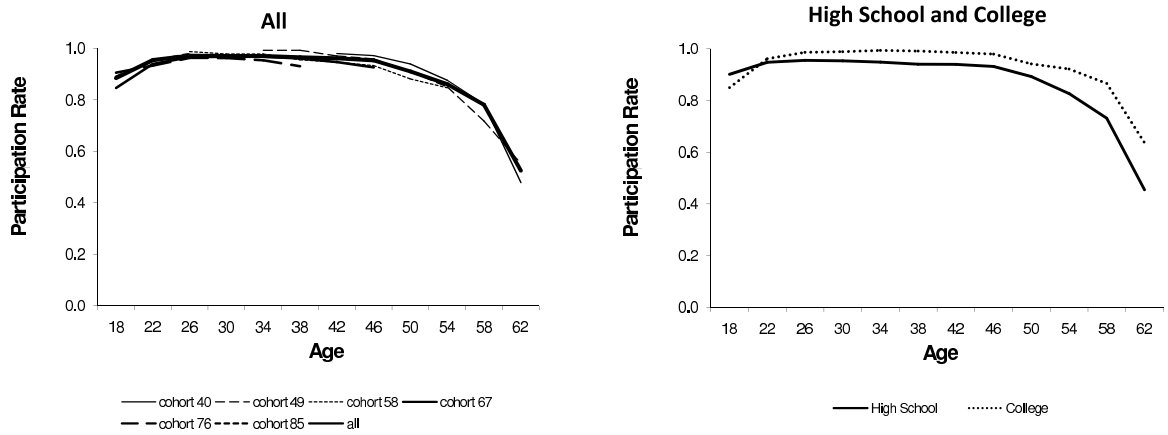 All
Participation Rate
1.0
0.8
0.6
0.4
0.2
0.0
18 22 26 30 34 38 42 46 50 54 58 62
Age
cohort 40 cohort 49 cohort 58 cohort 67
cohort 76 cohort 85 all
High School and College
Participation Rate
1.0
0.8
0.6
0.4
0.2
0.0
18 22 26 30 34 38 42 46 50 54 58 62
Age
High School College